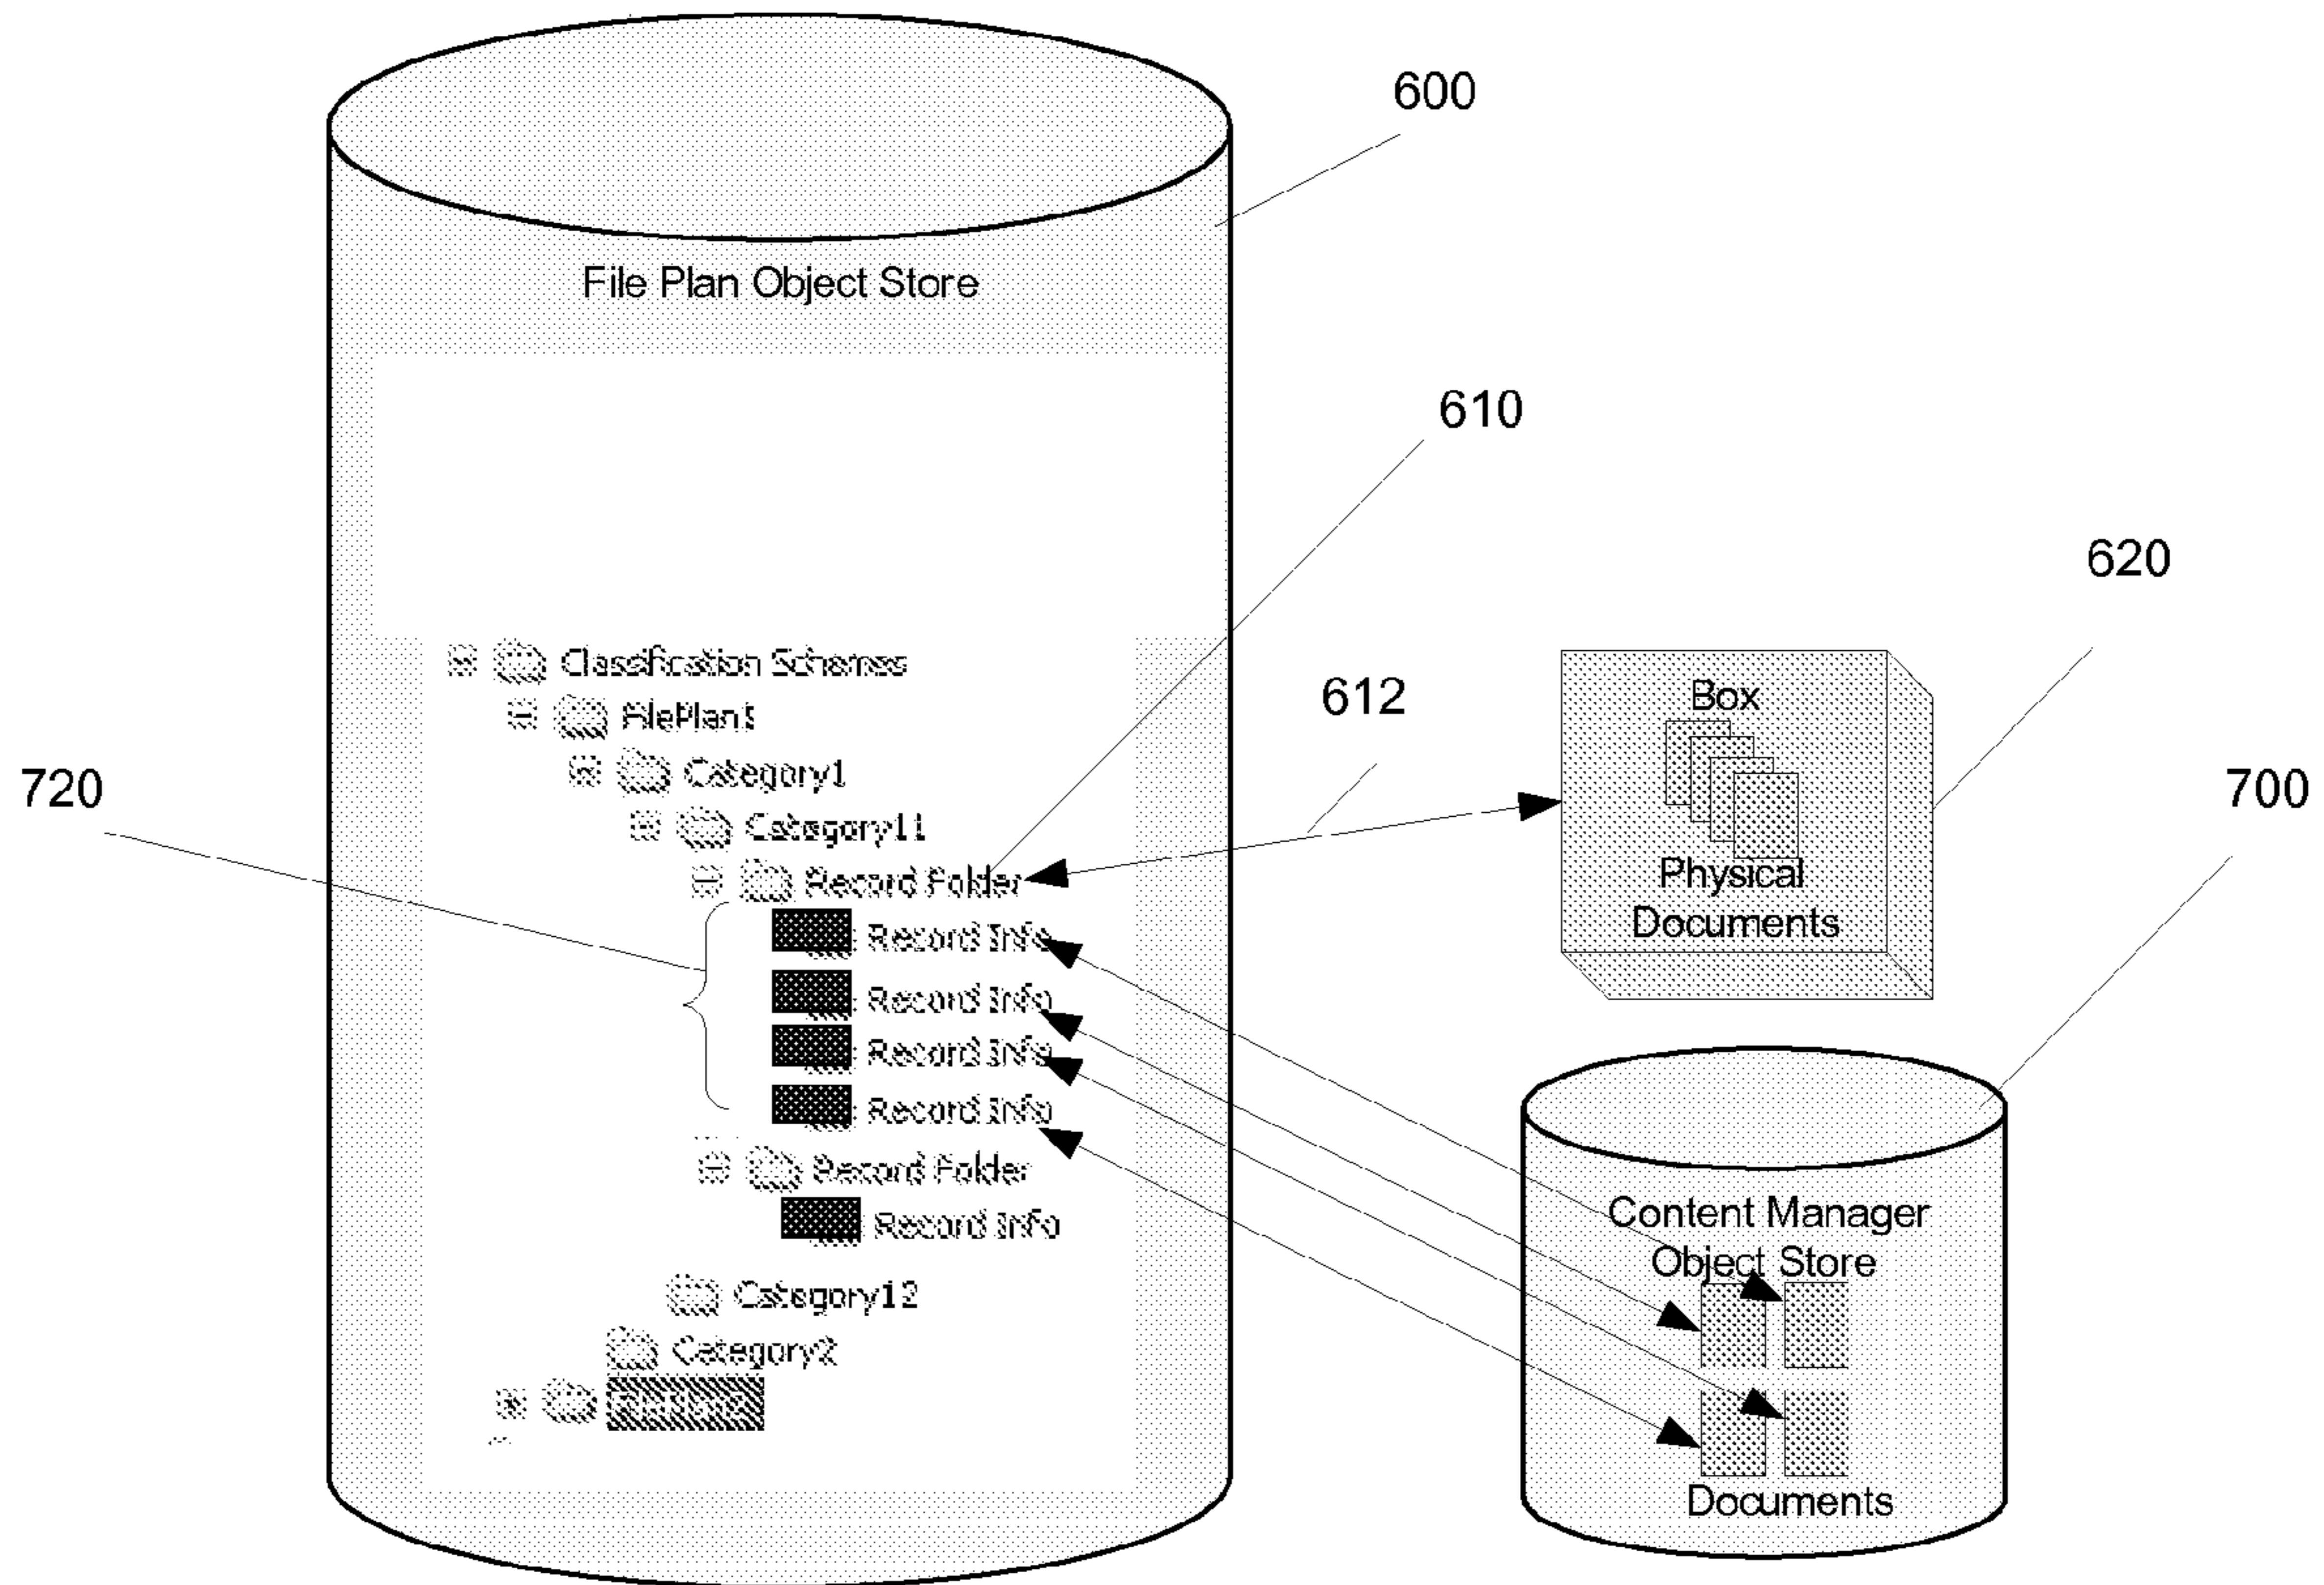 600
File Plan Object Store
610
620
Classification Schemes
Box
612
FilePlan1
700
Category1
720
Category11
Record Folder
Physical
Documents
Record Info
Record Info
Record Info
Record Info
Record Folder
Record Info
Content Manager
Object Store
Category12
Category2
Documents